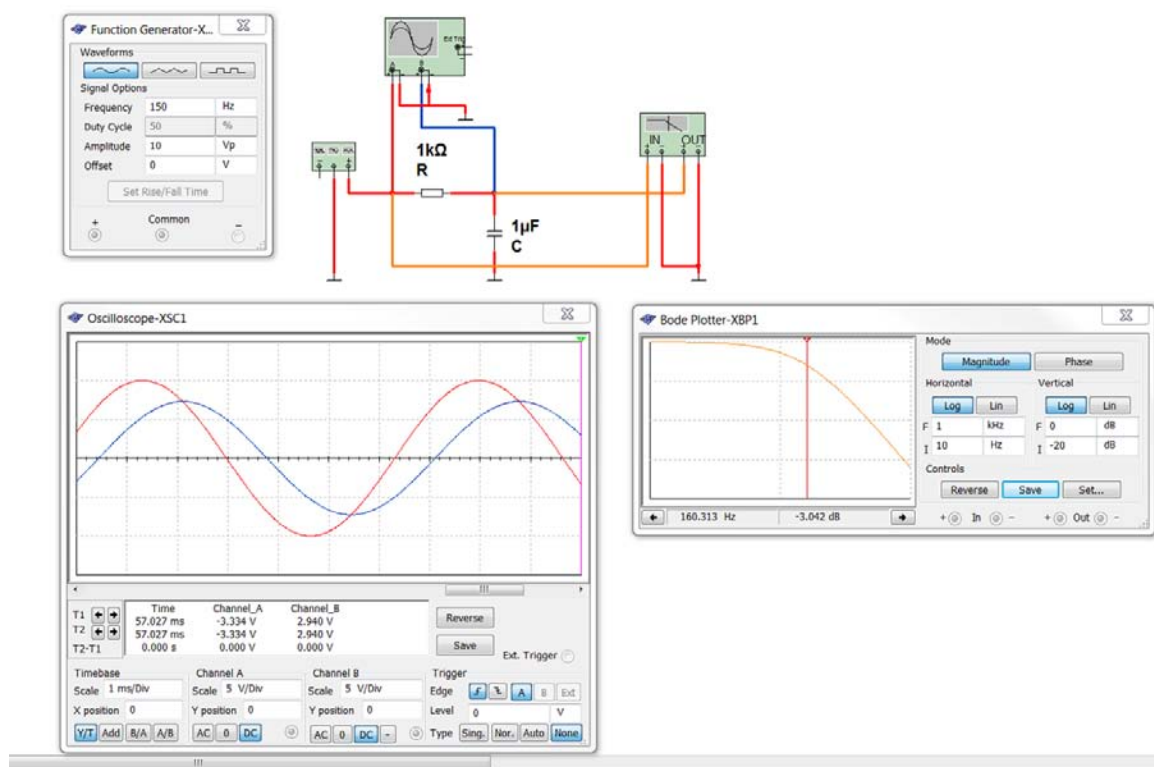 Function Generator-X...
Waveforms
Signal Options
Frequency 150 Hz
Duty Cycle 50 %
Amplitude 10 Vp
Offset 0 V
Set Rise/Fall Time
+ Common -
A B
1kΩ
R
1µF
C
IN OUT
Oscilloscope-XSC1
Time Channel_A Channel_B
T1 57.027 ms -3.334 V 2.940 V
T2 57.027 ms -3.334 V 2.940 V
T2-T1 0.000 s 0.000 V 0.000 V
Reverse
Save
Ext. Trigger
Timebase
Scale 1 ms/Div
X position 0
Y/T Add B/A A/B
Channel A
Scale 5 V/Div
Y position 0
AC 0 DC
Channel B
Scale 5 V/Div
Y position 0
AC 0 DC -
Trigger
Edge A B Ext
Level 0 V
Type Sing. Nor. Auto None
Bode Plotter-XBP1
160.313 Hz -3.042 dB
Mode
Magnitude Phase
Horizontal Vertical
Log Lin Log Lin
F 1 kHz F 0 dB
I 10 Hz I -20 dB
Controls
Reverse Save Set...
+ In - + Out -